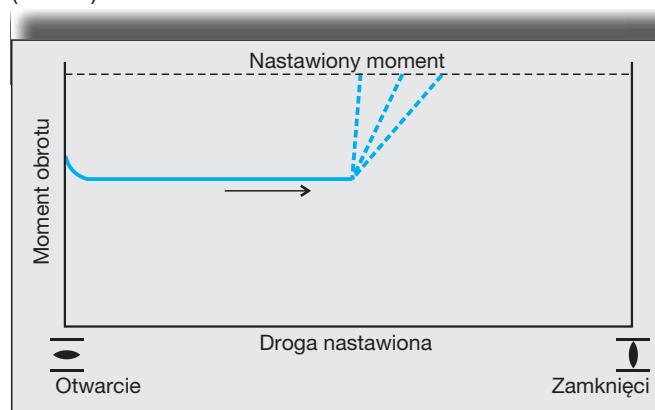 Nastawiony moment
Moment obrotu
Droga nastawiona
Otwarcie
Zamknięci